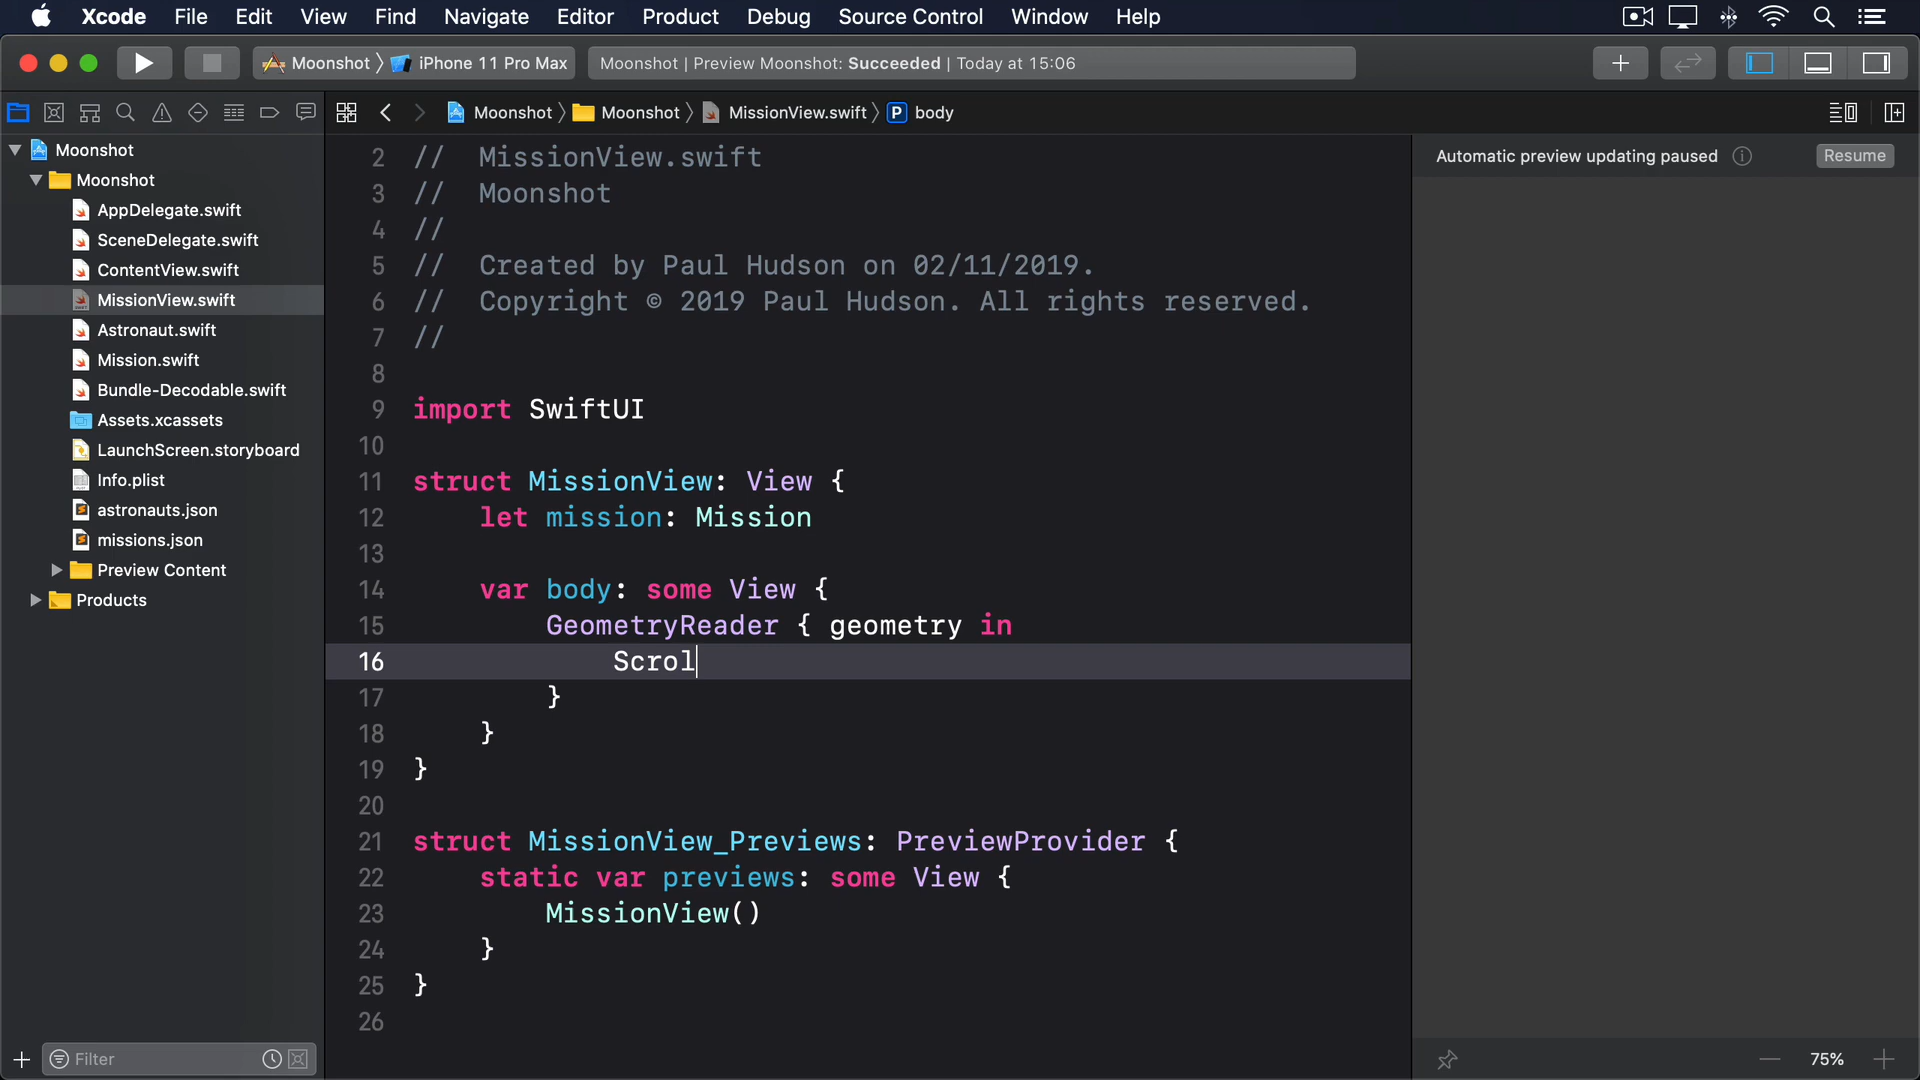 Xcode File Edit View Find Navigate Editor Product Debug Source Control Window Help
Moonshot iPhone 11 Pro Max
Moonshot | Preview Moonshot: Succeeded | Today at 15:06
Moonshot Moonshot MissionView.swift P body
Moonshot
Moonshot
AppDelegate.swift
SceneDelegate.swift
ContentView.swift
MissionView.swift
Astronaut.swift
Mission.swift
Bundle-Decodable.swift
Assets.xcassets
LaunchScreen.storyboard
Info.plist
astronauts.json
missions.json
Preview Content
Products
Filter
2 // MissionView.swift
3 // Moonshot
4 //
5 // Created by Paul Hudson on 02/11/2019.
6 // Copyright © 2019 Paul Hudson. All rights reserved.
7 //
8
9 import SwiftUI
10
11 struct MissionView: View {
12 let mission: Mission
13
14 var body: some View {
15 GeometryReader { geometry in
16 Scrol
17 }
18 }
19 }
20
21 struct MissionView_Previews: PreviewProvider {
22 static var previews: some View {
23 MissionView()
24 }
25 }
26
Automatic preview updating paused
Resume
75%